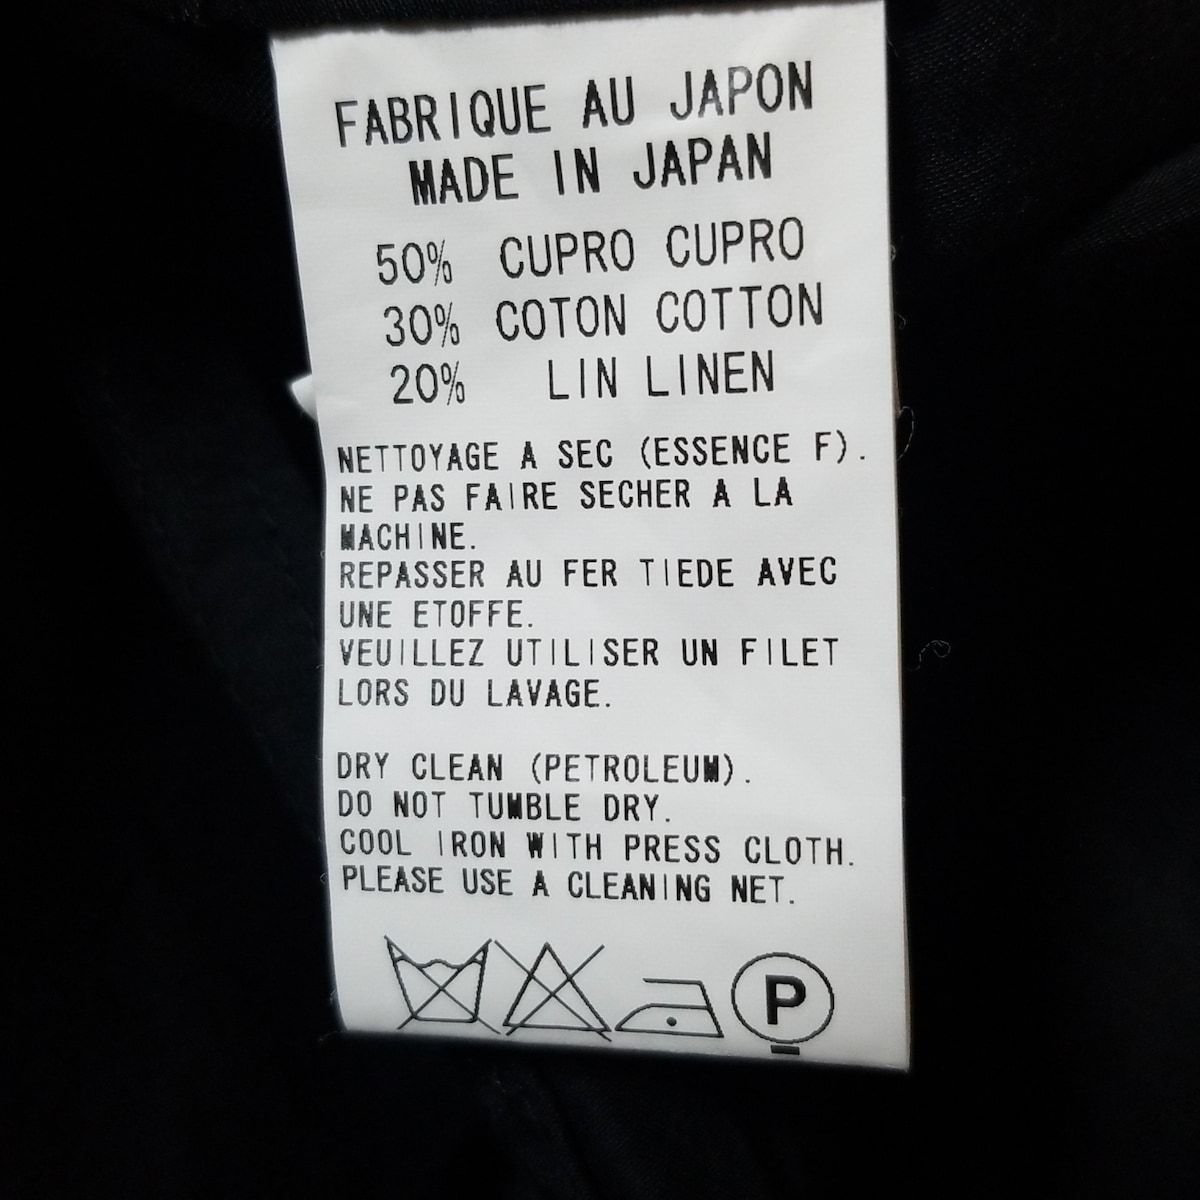 FABRIQUE AU JAPON
MADE IN JAPAN
50% CUPRO CUPRO
30% COTON COTTON
20% LIN LINEN
NETTOYAGE A SEC (ESSENCE F).
NE PAS FAIRE SECHER A LA
MACHINE.
REPASSER AU FER TIEDE AVEC
UNE ETOFFE.
VEUILLEZ UTILISER UN FILET
LORS DU LAVAGE.
DRY CLEAN (PETROLEUM).
DO NOT TUMBLE DRY.
COOL IRON WITH PRESS CLOTH.
PLEASE USE A CLEANING NET.
P